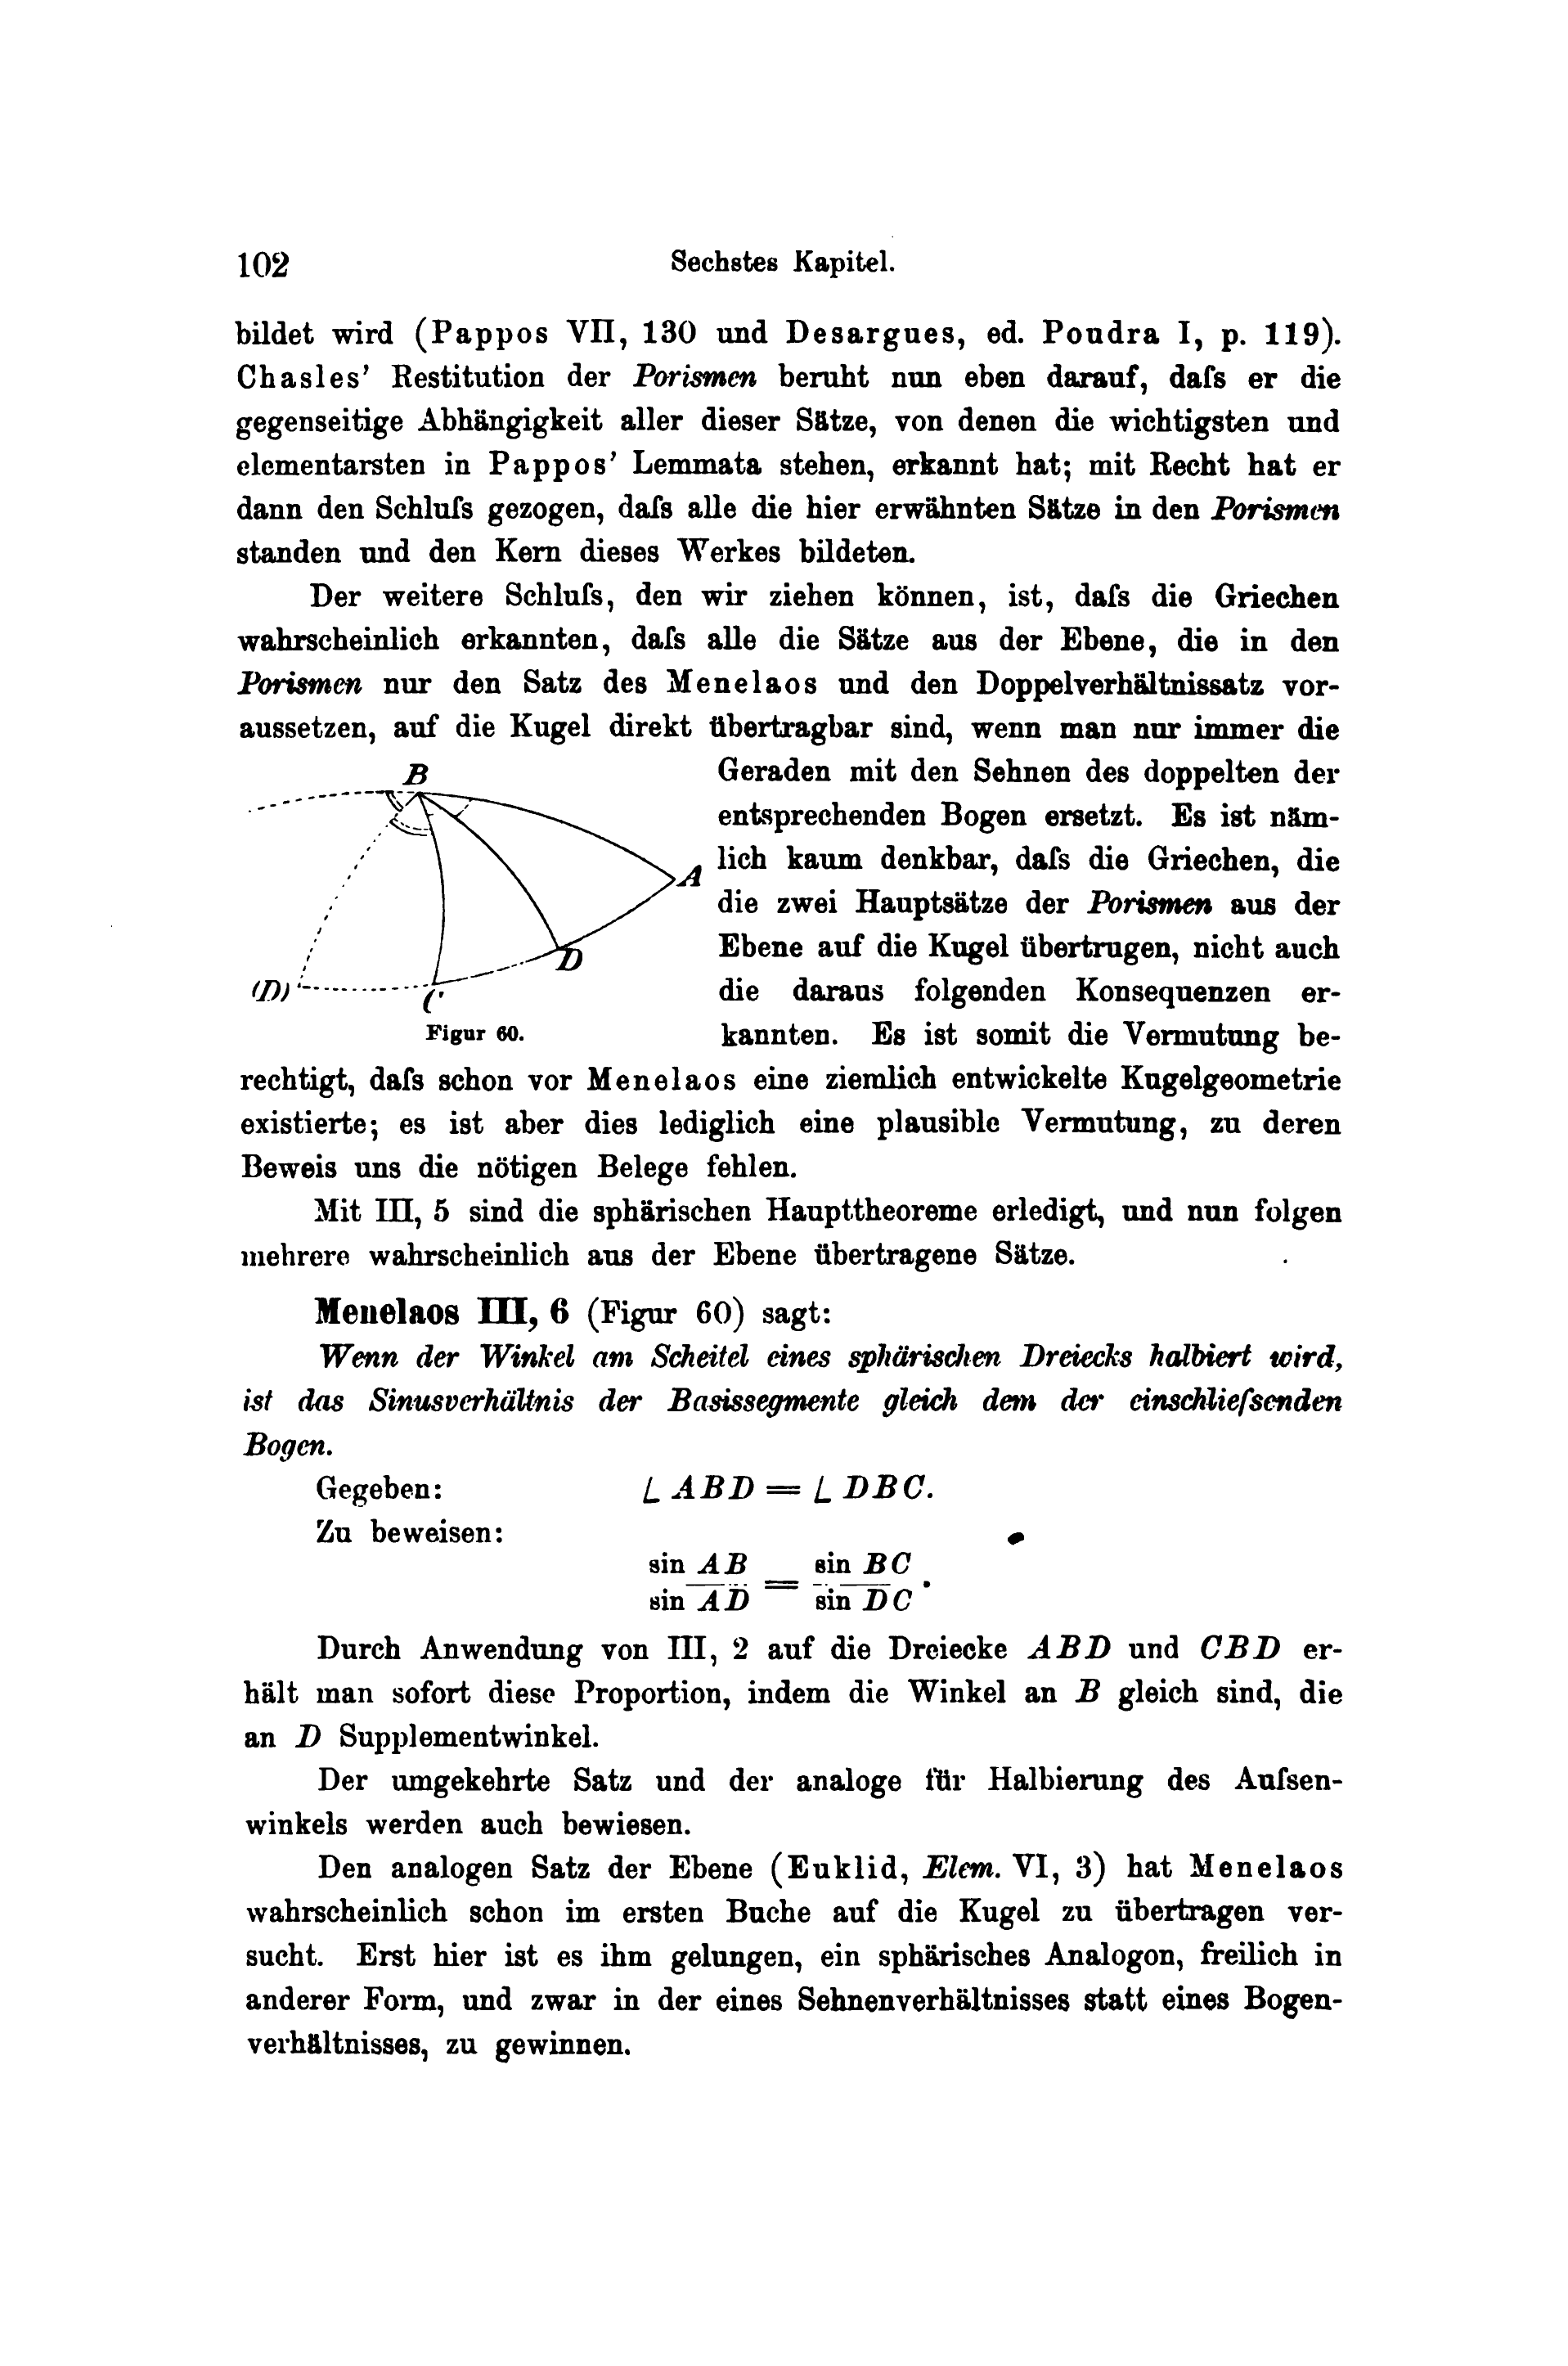 102 Sechstes Kapitel.
bildet wird (Pappos VII, 130 und Desargues, ed. Poudra I, p. 119).
Chasles' Restitution der Porismen beruht nun eben darauf, daſs er die
gegenseitige Abhängigkeit aller dieser Sätze, von denen die wichtigsten und
elementarsten in Pappos' Lemmata stehen, erkannt hat; mit Recht hat er
dann den Schluſs gezogen, daſs alle die hier erwähnten Sätze in den Porismen
standen und den Kern dieses Werkes bildeten.
Der weitere Schluſs, den wir ziehen können, ist, daſs die Griechen
wahrscheinlich erkannten, daſs alle die Sätze aus der Ebene, die in den
Porismen nur den Satz des Menelaos und den Doppelverhältnissatz vor-
aussetzen, auf die Kugel direkt übertragbar sind, wenn man nur immer die
Geraden mit den Sehnen des doppelten der
entsprechenden Bogen ersetzt. Es ist näm-
lich kaum denkbar, daſs die Griechen, die
die zwei Hauptsätze der Porismen aus der
Ebene auf die Kugel übertrugen, nicht auch
die daraus folgenden Konsequenzen er-
kannten. Es ist somit die Vermutung be-
B
A
D
(D)
C
Figur 60.
rechtigt, daſs schon vor Menelaos eine ziemlich entwickelte Kugelgeometrie
existierte; es ist aber dies lediglich eine plausible Vermutung, zu deren
Beweis uns die nötigen Belege fehlen.
Mit III, 5 sind die sphärischen Haupttheoreme erledigt, und nun folgen
mehrere wahrscheinlich aus der Ebene übertragene Sätze.
Menelaos III, 6 (Figur 60) sagt:
Wenn der Winkel am Scheitel eines sphärischen Dreiecks halbiert wird,
ist das Sinusverhältnis der Basissegmente gleich dem der einschlieſsenden
Bogen.
Gegeben: ∠ ABD = ∠ DBC.
Zu beweisen:
sin AB / sin AD = sin BC / sin DC.
Durch Anwendung von III, 2 auf die Dreiecke ABD und CBD er-
hält man sofort diese Proportion, indem die Winkel an B gleich sind, die
an D Supplementwinkel.
Der umgekehrte Satz und der analoge für Halbierung des Auſsen-
winkels werden auch bewiesen.
Den analogen Satz der Ebene (Euklid, Elem. VI, 3) hat Menelaos
wahrscheinlich schon im ersten Buche auf die Kugel zu übertragen ver-
sucht. Erst hier ist es ihm gelungen, ein sphärisches Analogon, freilich in
anderer Form, und zwar in der eines Sehnenverhältnisses statt eines Bogen-
verhältnisses, zu gewinnen.